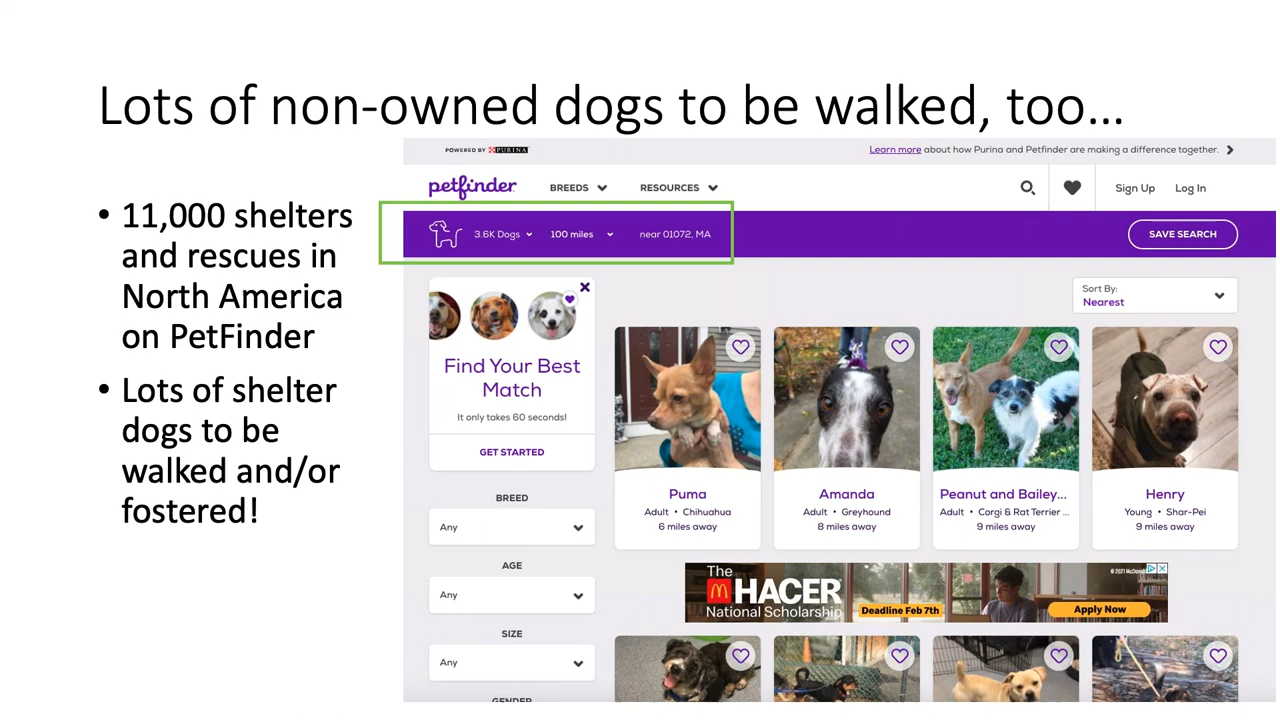 Lots of non-owned dogs to be walked, too…
• 11,000 shelters
and rescues in
North America
on PetFinder
• Lots of shelter
dogs to be
walked and/or
fostered!
POWERED BY PURINA
Learn more about how Purina and Petfinder are making a difference together.
petfinder
BREEDS
RESOURCES
Sign Up
Log In
3.6K Dogs
100 miles
near 01072, MA
SAVE SEARCH
Sort By:
Nearest
Find Your Best
Match
It only takes 60 seconds!
GET STARTED
BREED
Any
AGE
Any
SIZE
Any
GENDER
Puma
Adult • Chihuahua
6 miles away
Amanda
Adult • Greyhound
8 miles away
Peanut and Bailey...
Adult • Corgi & Rat Terrier ...
9 miles away
Henry
Young • Shar-Pei
9 miles away
The
HACER
National Scholarship
Deadline Feb 7th
© 2021 McDonald
Apply Now